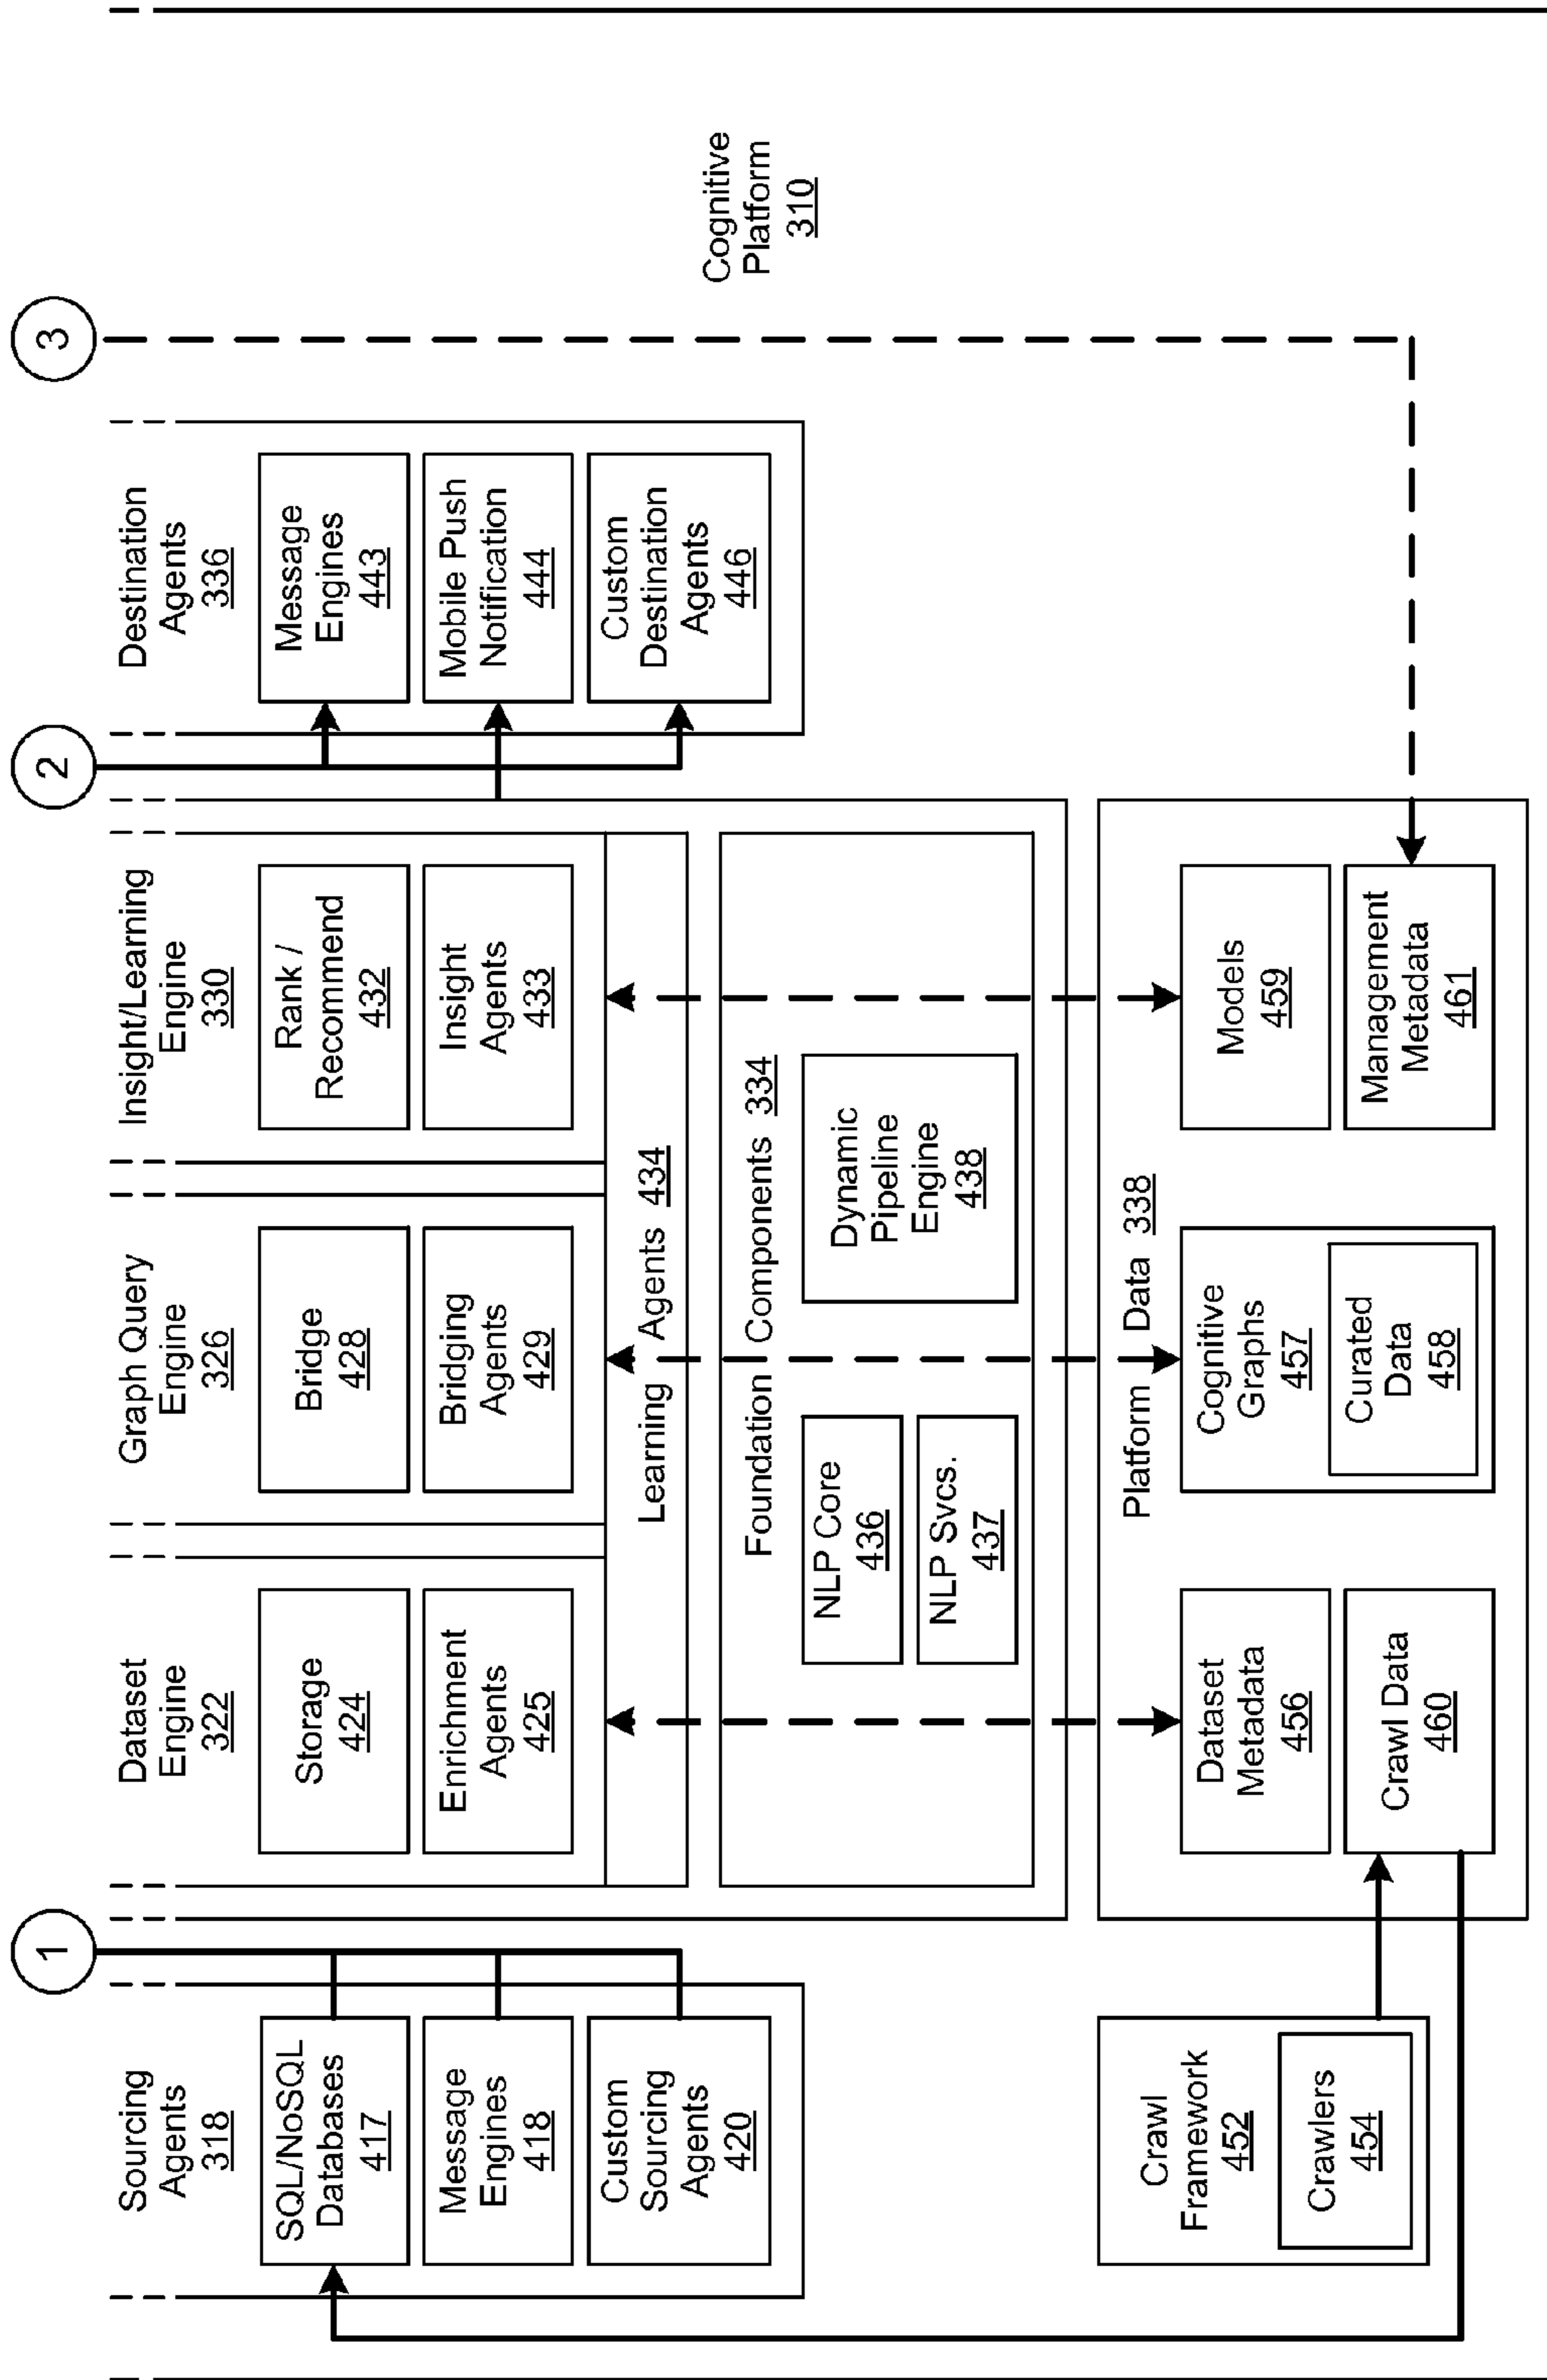 1
2
3
Sourcing
Agents
318
SQL/NoSQL
Databases
417
Message
Engines
418
Custom
Sourcing
Agents
420
Dataset
Engine
322
Storage
424
Enrichment
Agents
425
Graph Query
Engine
326
Bridge
428
Bridging
Agents
429
Insight/Learning
Engine
330
Rank /
Recommend
432
Insight
Agents
433
Learning Agents 434
Foundation Components 334
NLP Core
436
NLP Svcs.
437
Dynamic
Pipeline
Engine
438
Destination
Agents
336
Message
Engines
443
Mobile Push
Notification
444
Custom
Destination
Agents
446
Cognitive
Platform
310
Crawl
Framework
452
Crawlers
454
Platform Data 338
Dataset
Metadata
456
Crawl Data
460
Cognitive
Graphs
457
Curated
Data
458
Models
459
Management
Metadata
461